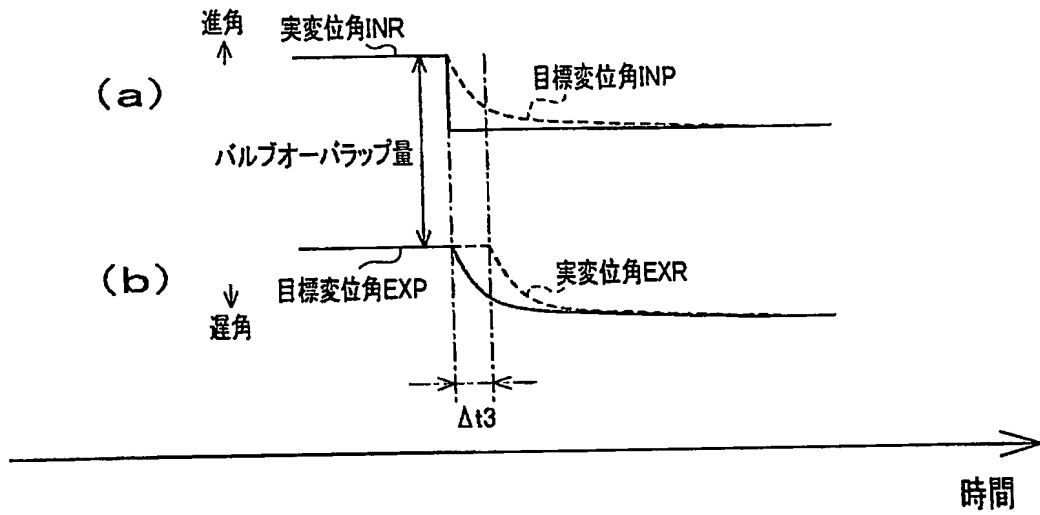 進角
実変位角INR
(a)
目標変位角INP
バルブオーバラップ量
(b)
目標変位角EXP
実変位角EXR
遅角
Δt3
時間